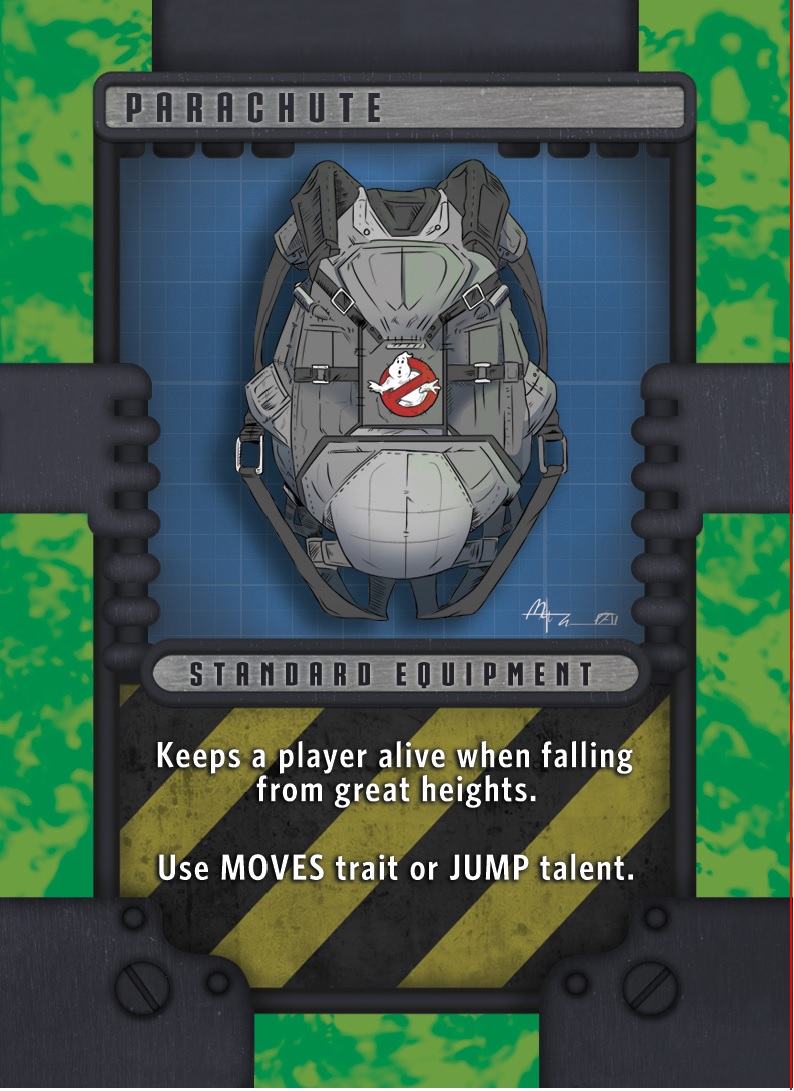 PARACHUTE
STANDARD EQUIPMENT
Keeps a player alive when falling
from great heights.
Use MOVES trait or JUMP talent.